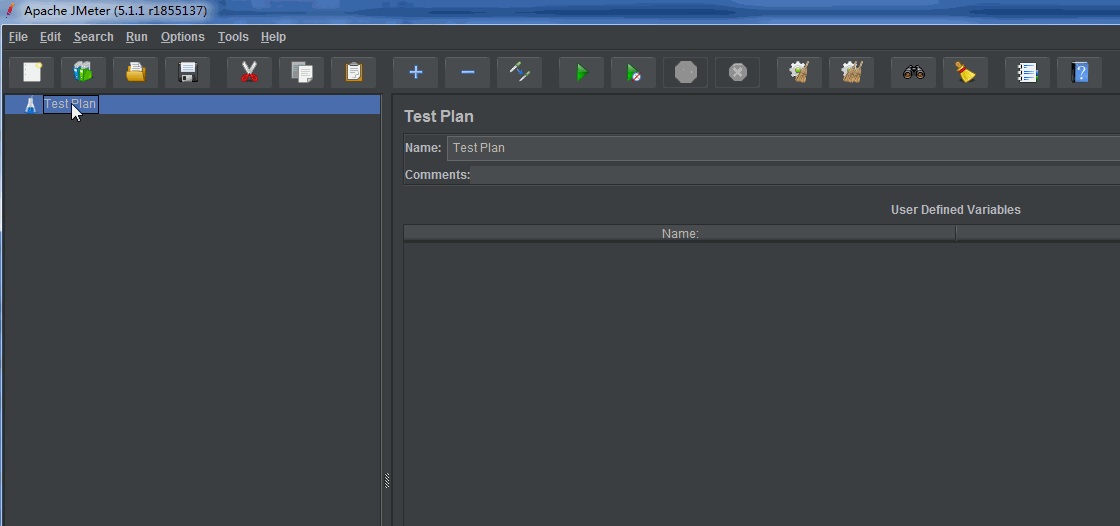 Apache JMeter (5.1.1 r1855137)
File Edit Search Run Options Tools Help
Test Plan
Test Plan
Name: Test Plan
Comments:
User Defined Variables
Name: